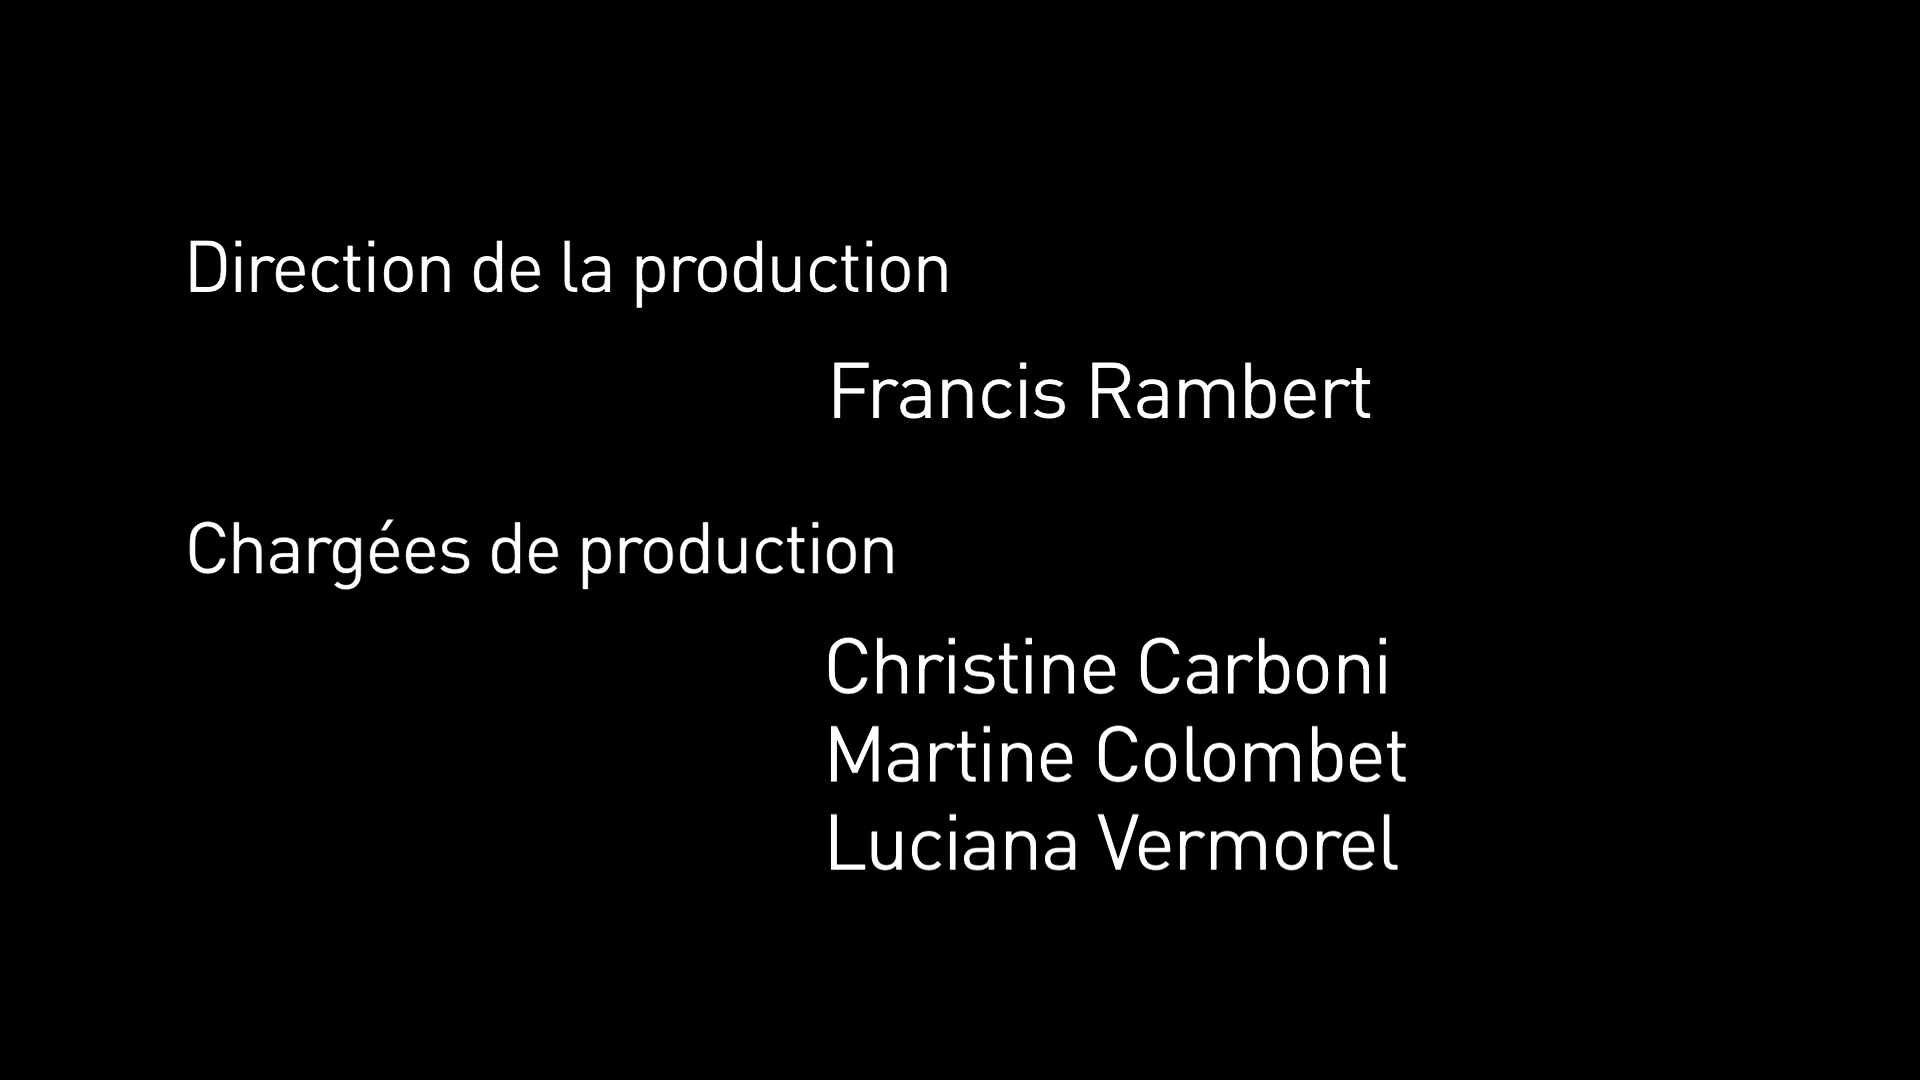 Direction de la production
Francis Rambert
Chargées de production
Christine Carboni
Martine Colombet
Luciana Vermorel